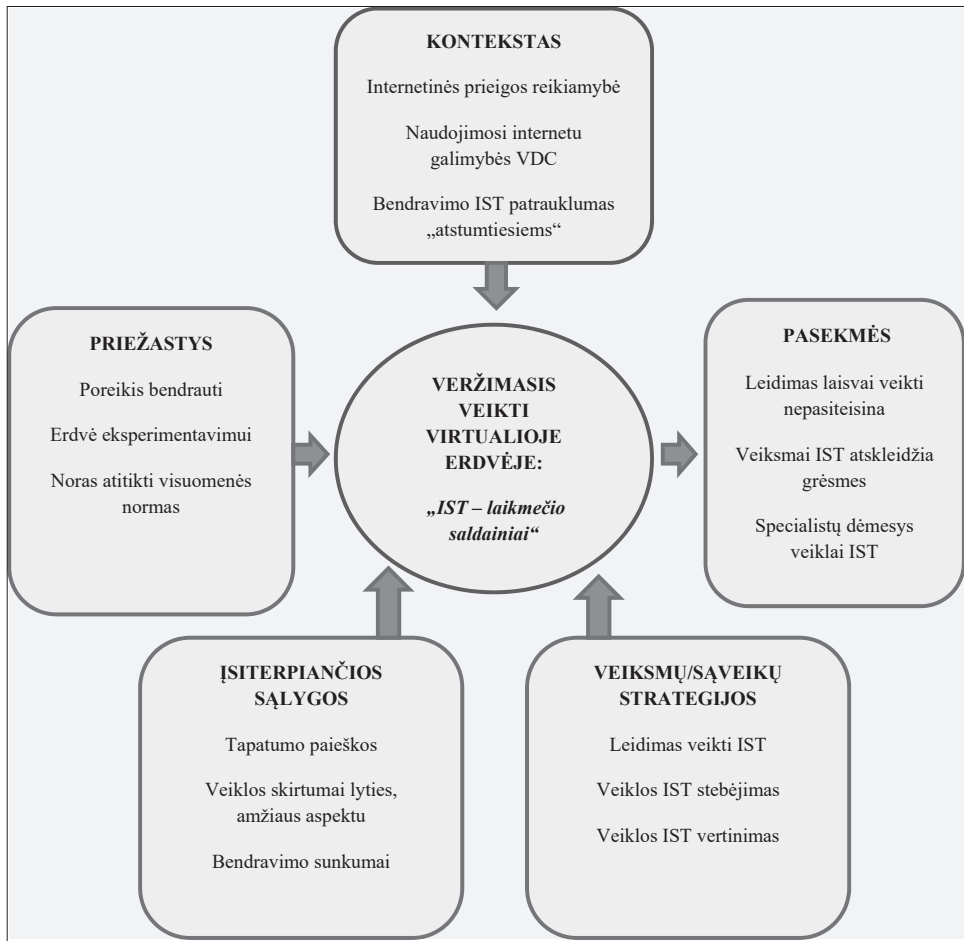 KONTEKSTAS
Internetinės prieigos reikiamybė
Naudojimosi internetu
galimybės VDC
Bendravimo IST patrauklumas
„atstumtiesiems“
PRIEŽASTYS
Poreikis bendrauti
Erdvė eksperimentavimui
Noras atitikti visuomenės
normas
VERŽIMASIS
VEIKTI
VIRTUALIOJE
ERDVĖJE:
„IST – laikmečio
saldainiai“
PASEKMĖS
Leidimas laisvai veikti
nepasiteisina
Veiksmai IST atskleidžia
grėsmes
Specialistų dėmesys
veiklai IST
ĮSITERPIANČIOS
SĄLYGOS
Tapatumo paieškos
Veiklos skirtumai lyties,
amžiaus aspektu
Bendravimo sunkumai
VEIKSMŲ/SĄVEIKŲ
STRATEGIJOS
Leidimas veikti IST
Veiklos IST stebėjimas
Veiklos IST vertinimas